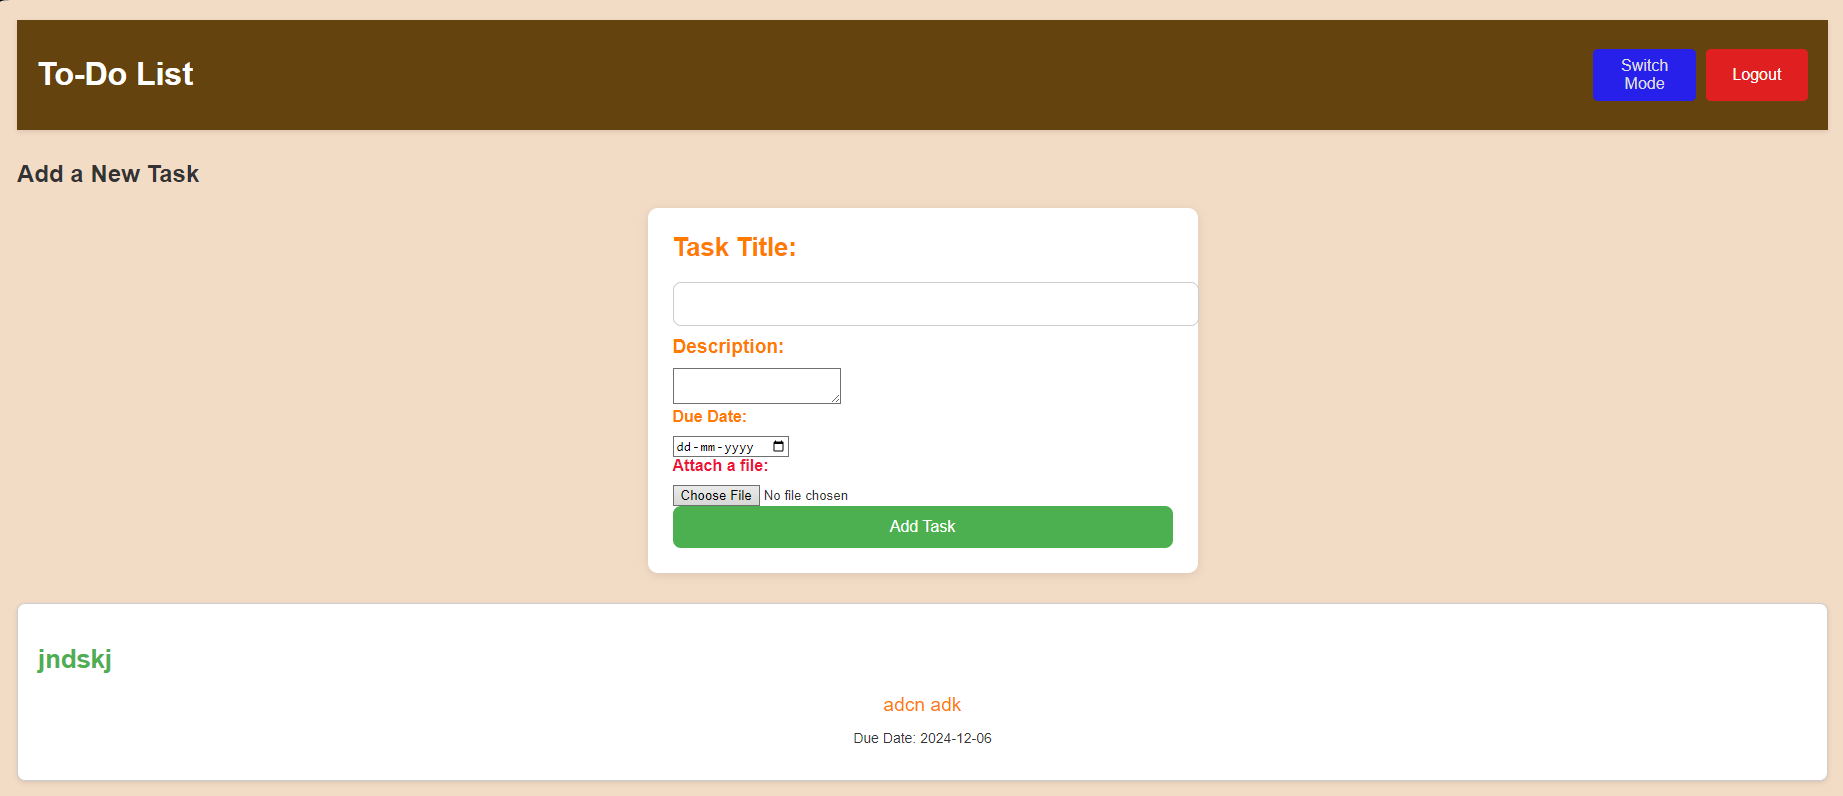 To-Do List
Switch
Mode
Logout
Add a New Task
Task Title:
Description:
Due Date:
dd-mm-yyyy
Attach a file:
Choose File No file chosen
Add Task
jndskj
adcn adk
Due Date: 2024-12-06